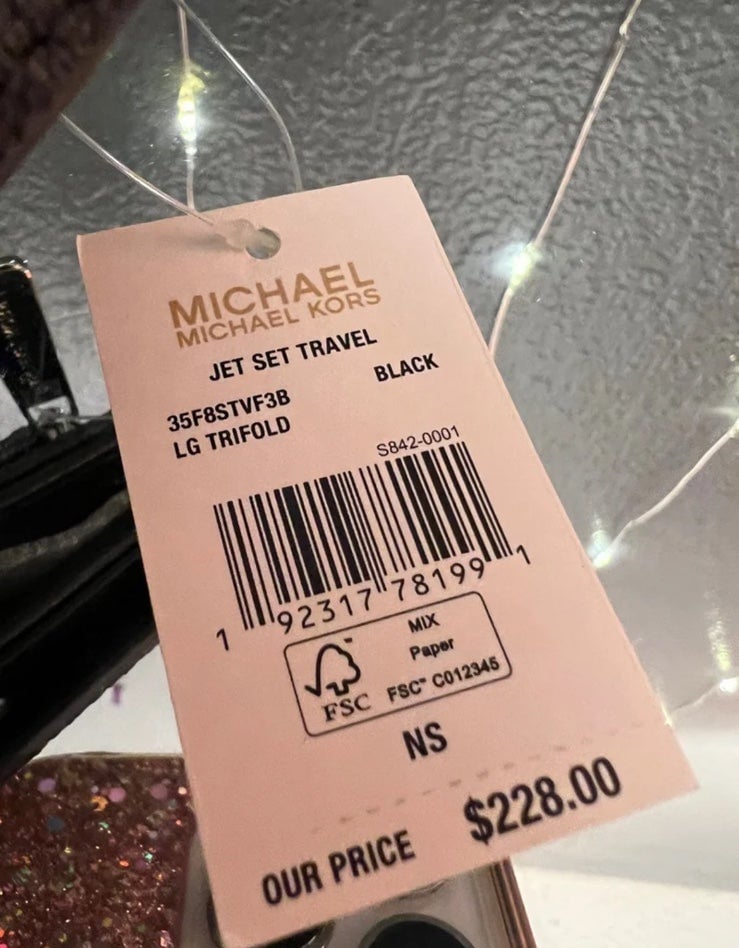 MICHAEL
MICHAEL KORS
JET SET TRAVEL
35F8STVF3B BLACK
LG TRIFOLD
S842-0001
1 92317 78199 1
FSC
MIX
Paper
FSC™ C012345
NS
OUR PRICE $228.00